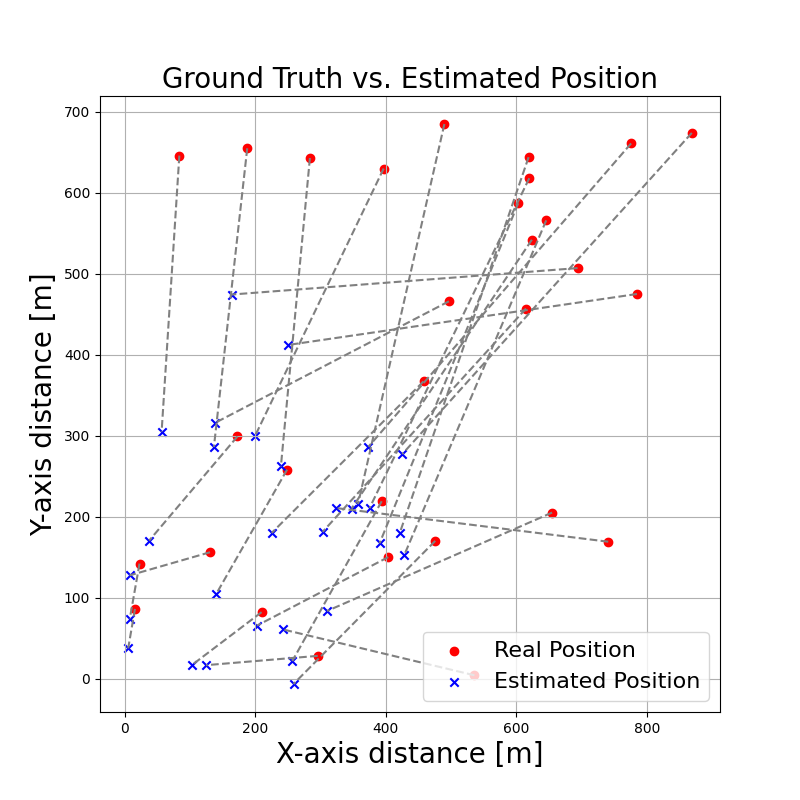 Ground Truth vs. Estimated Position
Y-axis distance [m]
700
600
500
400
300
200
100
0
Real Position
Estimated Position
0 200 400 600 800
X-axis distance [m]